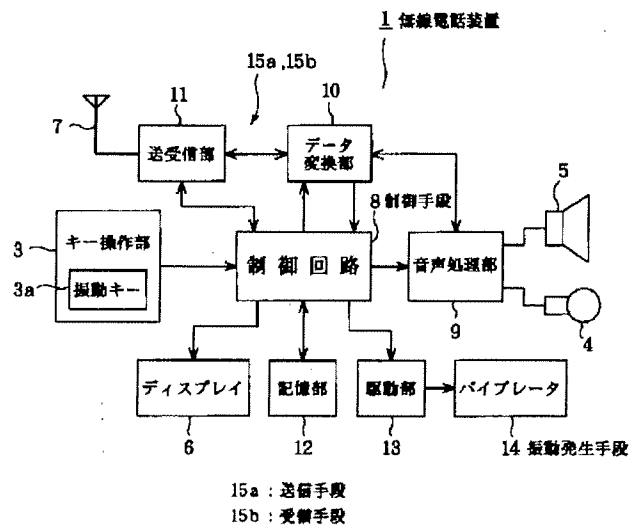 1 無線電話装置
15a,15b
11
10
7
送受信部
データ
変換部
5
8 制御手段
3
キー操作部
制御回路
音声処理部
3a
振動キー
9
4
ディスプレイ
記憶部
駆動部
バイブレータ
6
12
13
14 振動発生手段
15a：送信手段
15b：受信手段